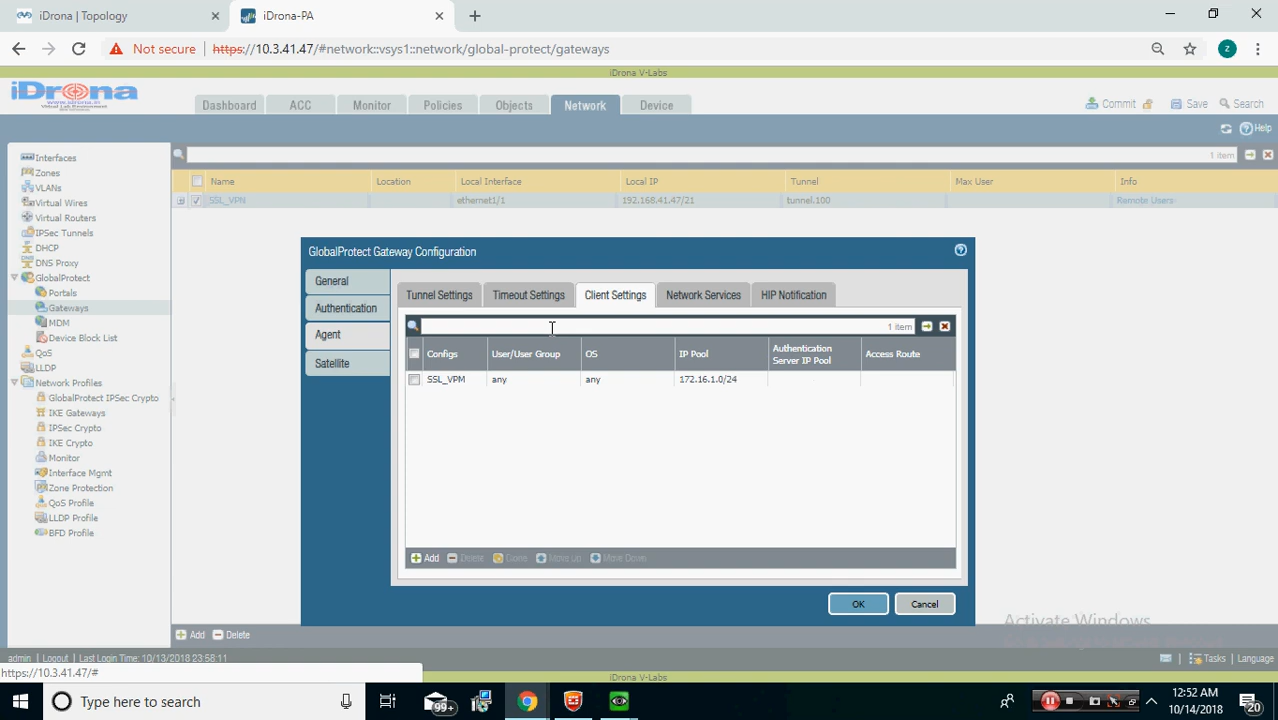 iDrona | Topology
iDrona-PA
Not secure
https://10.3.41.47/#network::vsys1::network/global-protect/gateways
z
iDrona V-Labs
iDrona
Dashboard
ACC
Monitor
Policies
Objects
Network
Device
Commit
Save
Search
Help
1 item
Interfaces
Zones
VLANs
Virtual Wires
Virtual Routers
IPSec Tunnels
DHCP
DNS Proxy
GlobalProtect
Portals
Gateways
MDM
Device Block List
QoS
LLDP
Network Profiles
GlobalProtect IPSec Crypto
IKE Gateways
IPSec Crypto
IKE Crypto
Monitor
Interface Mgmt
Zone Protection
QoS Profile
LLDP Profile
BFD Profile
Name Location Local Interface Local IP Tunnel Max User Info
SSL_VPN ethernet1/1 192.168.41.47/21 tunnel.100 Remote Users
GlobalProtect Gateway Configuration
General
Authentication
Agent
Satellite
Tunnel Settings
Timeout Settings
Client Settings
Network Services
HIP Notification
1 item
Configs User/User Group OS IP Pool Authentication Server IP Pool Access Route
SSL_VPM any any 172.16.1.0/24
Add Delete Clone Move Up Move Down
OK
Cancel
Activate Windows
Add Delete
admin | Logout | Last Login Time: 10/13/2018 23:58:11
Tasks | Language
https://10.3.41.47/#
iDrona V-Labs
Type here to search
99+
12:52 AM
10/14/2018
20